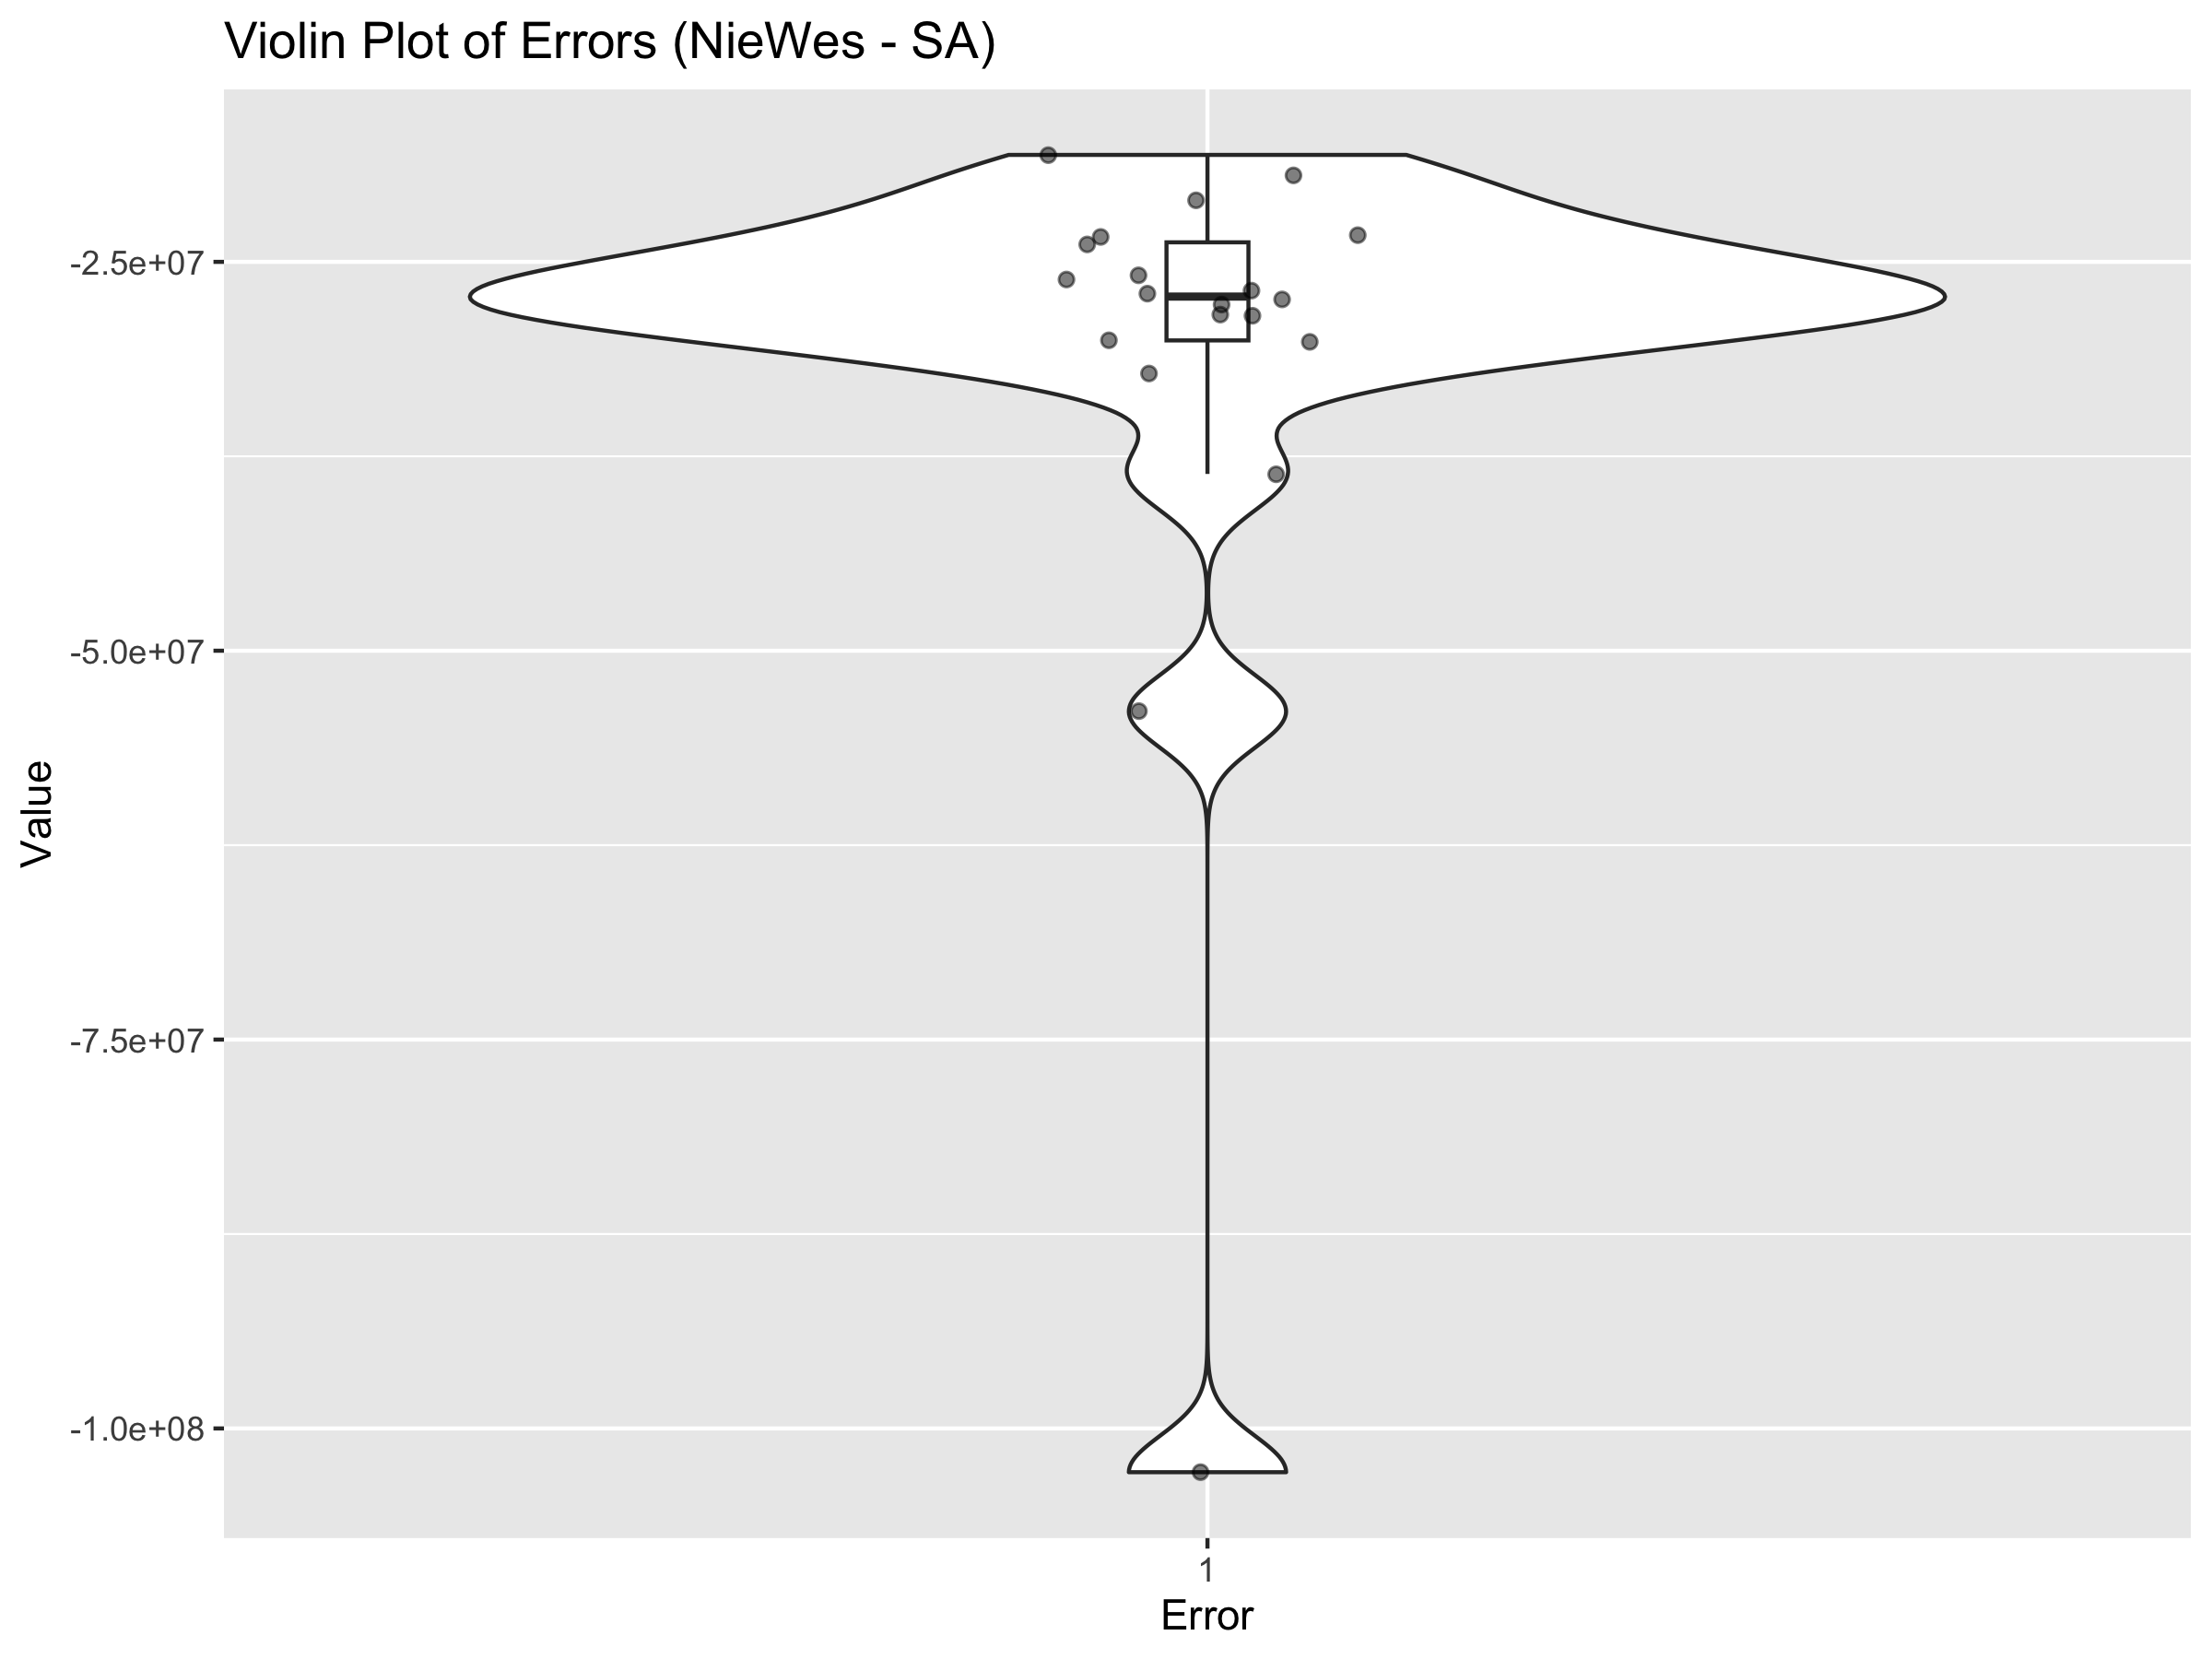 Violin Plot of Errors (NieWes - SA)
Value
-2.5e+07
-5.0e+07
-7.5e+07
-1.0e+08
1
Error